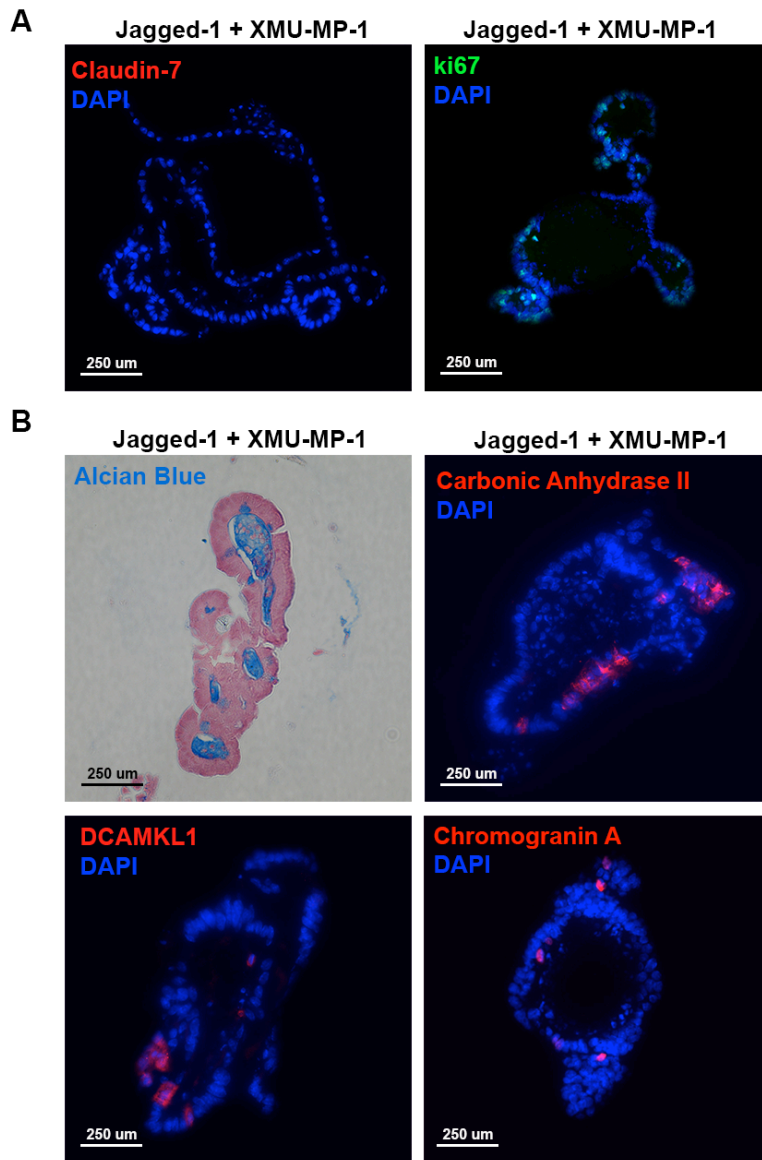 A
Jagged-1 + XMU-MP-1
Claudin-7
DAPI
250 um
Jagged-1 + XMU-MP-1
ki67
DAPI
250 um
B
Jagged-1 + XMU-MP-1
Alcian Blue
250 um
Jagged-1 + XMU-MP-1
Carbonic Anhydrase II
DAPI
250 um
DCAMKL1
DAPI
250 um
Chromogranin A
DAPI
250 um